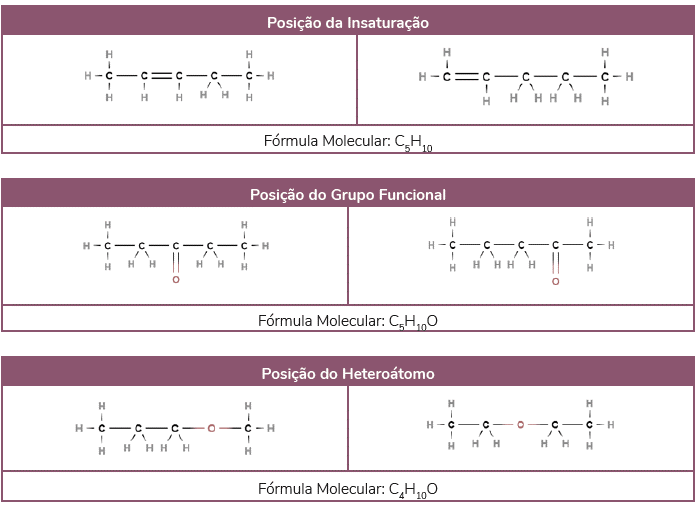 Posição da Insaturação
H H
H C C C C C H
H H H H H H
H H
H C C C C C H
H H H H H H
Fórmula Molecular: C5H10
Posição do Grupo Funcional
H H
H C C C C C H
H H H H H H
O
H H
H C C C C C H
H H H H H H
O
Fórmula Molecular: C5H10O
Posição do Heteroátomo
H H
H C C C O C H
H H H H H H
H H
H C C O C C H
H H H H H H
Fórmula Molecular: C4H10O